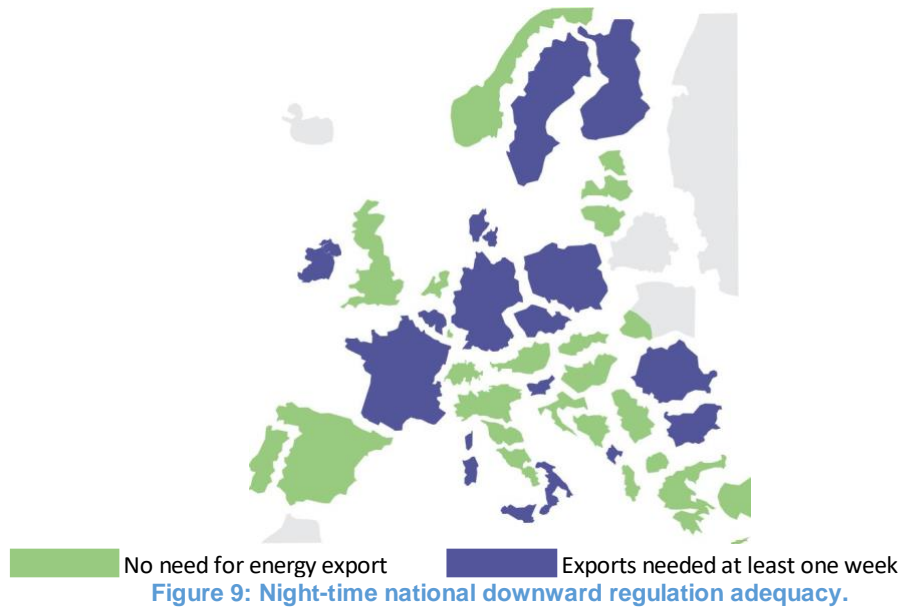 No need for energy export
Exports needed at least one week
Figure 9: Night-time national downward regulation adequacy.